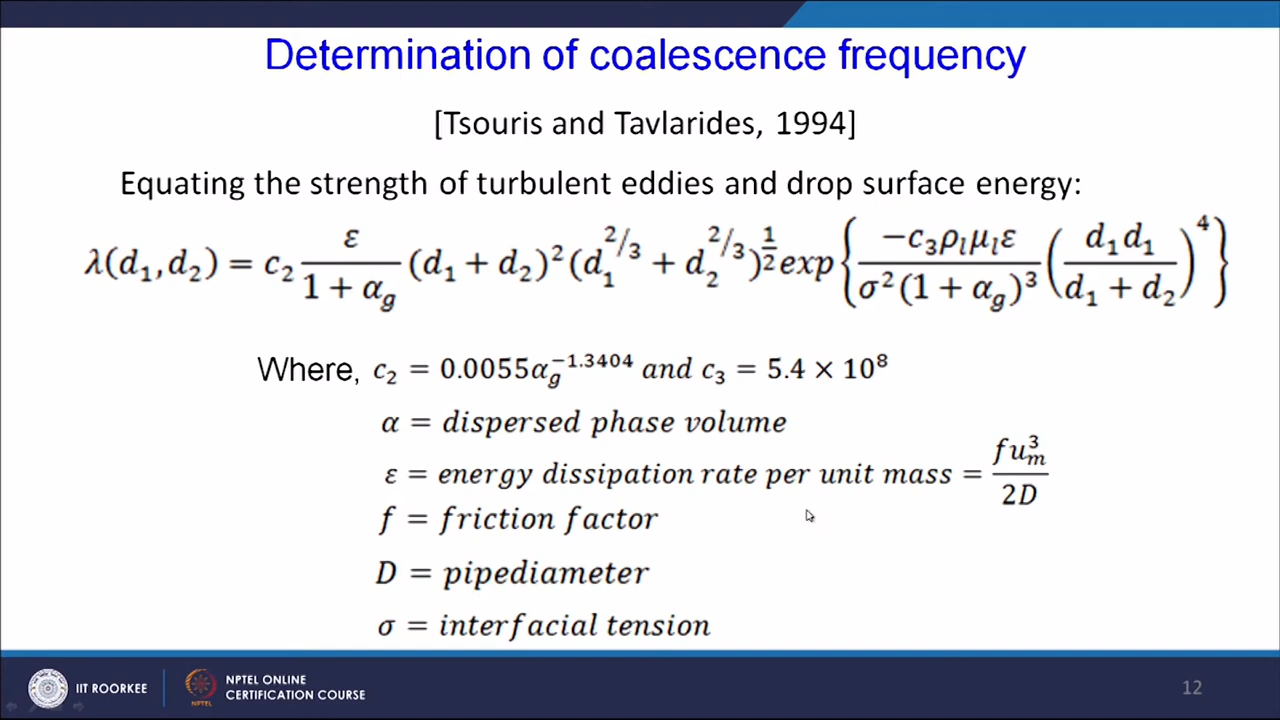 Determination of coalescence frequency
[Tsouris and Tavlarides, 1994]
Equating the strength of turbulent eddies and drop surface energy:
λ(d₁,d₂) = c₂ ε/(1 + α_g) (d₁ + d₂)² (d₁^{2/3} + d₂^{2/3})^{1/2} exp{ −c₃ρ_lμ_lε/(σ²(1 + α_g)³) (d₁d₁/(d₁ + d₂))⁴ }
Where, c₂ = 0.0055α_g^{−1.3404} and c₃ = 5.4 × 10⁸
α = dispersed phase volume
ε = energy dissipation rate per unit mass = fu_m³/2D
f = friction factor
D = pipediameter
σ = interfacial tension
IIT ROORKEE
NPTEL
NPTEL ONLINE
CERTIFICATION COURSE
12